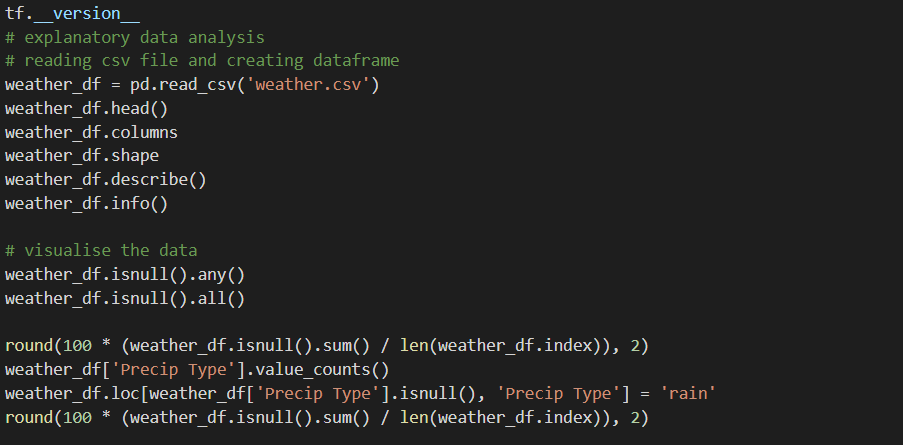 tf.__version__
# explanatory data analysis
# reading csv file and creating dataframe
weather_df = pd.read_csv('weather.csv')
weather_df.head()
weather_df.columns
weather_df.shape
weather_df.describe()
weather_df.info()
# visualise the data
weather_df.isnull().any()
weather_df.isnull().all()
round(100 * (weather_df.isnull().sum() / len(weather_df.index)), 2)
weather_df['Precip Type'].value_counts()
weather_df.loc[weather_df['Precip Type'].isnull(), 'Precip Type'] = 'rain'
round(100 * (weather_df.isnull().sum() / len(weather_df.index)), 2)